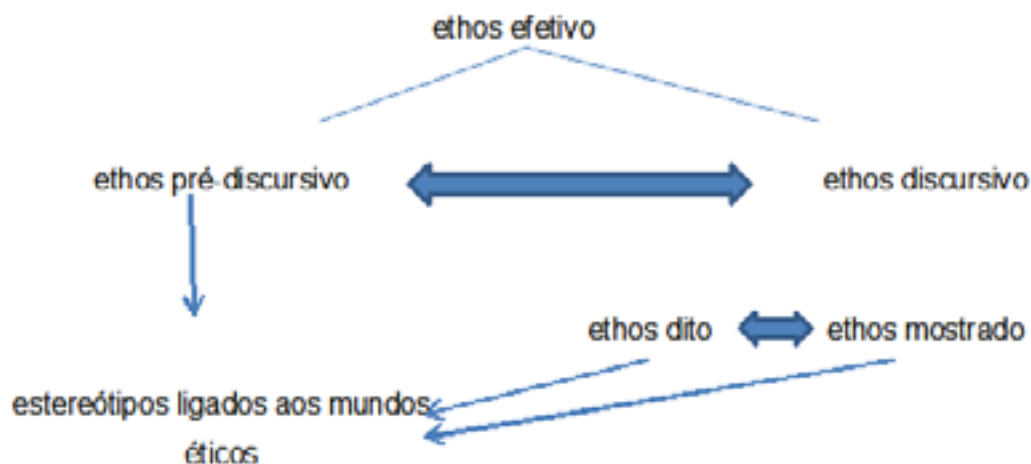 ethos efetivo
ethos pré-discursivo
ethos discursivo
ethos dito
ethos mostrado
estereótipos ligados aos mundos
éticos